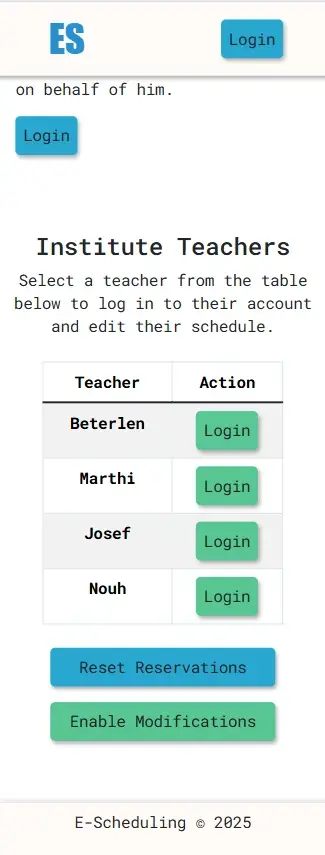 ES
Login
on behalf of him.
Login
Institute Teachers
Select a teacher from the table
below to log in to their account
and edit their schedule.
Teacher Action
Beterlen Login
Marthi Login
Josef Login
Nouh Login
Reset Reservations
Enable Modifications
E-Scheduling © 2025